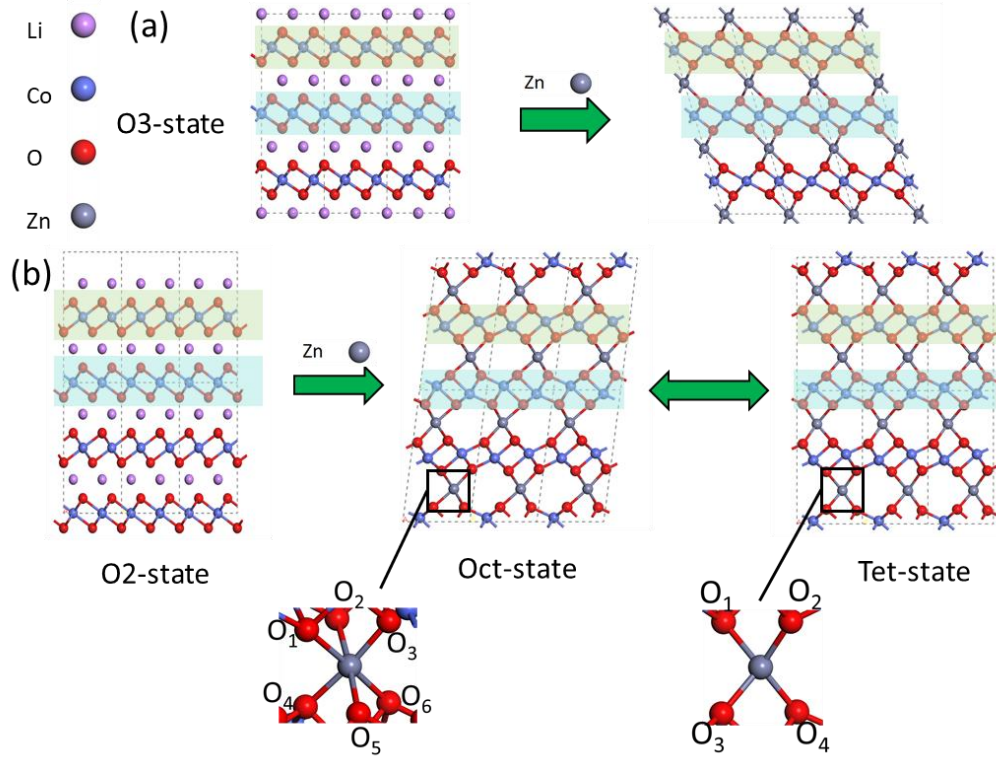 (a)
Li
Co
O
Zn
O3-state
Zn
(b)
Zn
O2-state
Oct-state
Tet-state
O₁
O₂
O₃
O₄
O₅
O₆
O₁
O₂
O₃
O₄